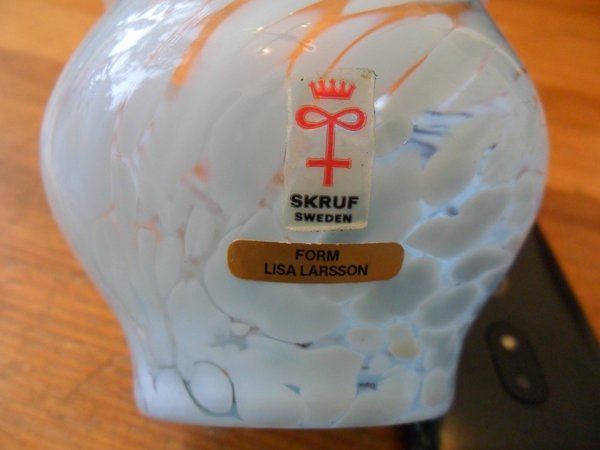 SKRUF
SWEDEN
FORM
LISA LARSSON